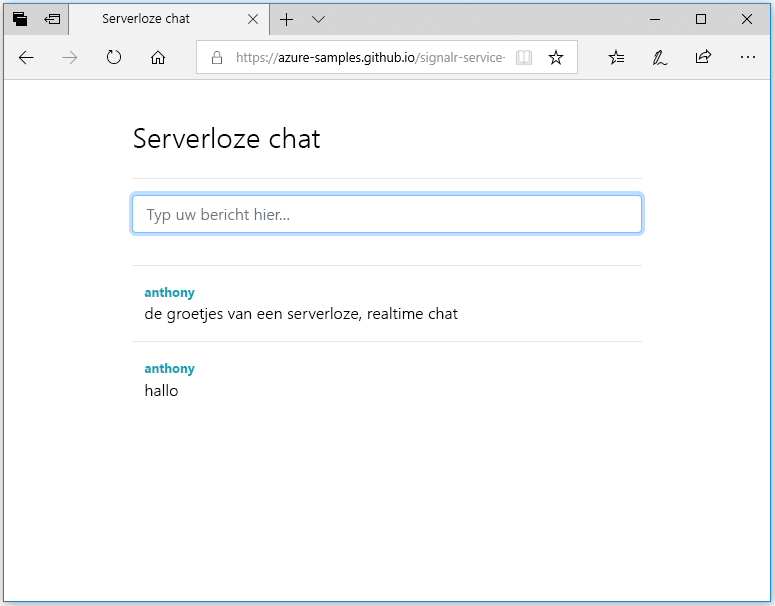 Serverloze chat
https://azure-samples.github.io/signalr-service-
Serverloze chat
Typ uw bericht hier...
anthony
de groetjes van een serverloze, realtime chat
anthony
hallo